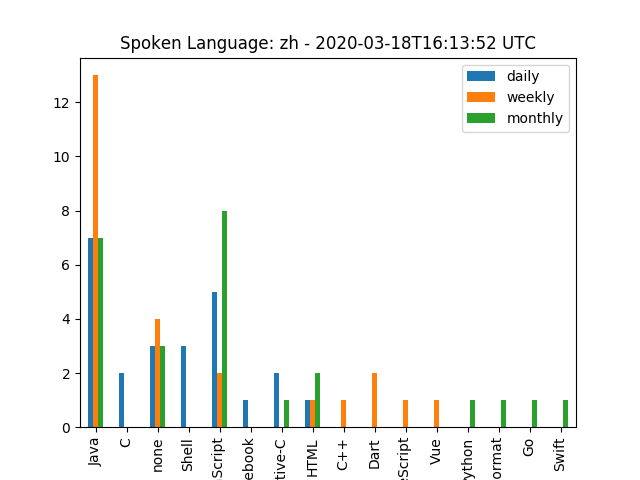 Spoken Language: zh - 2020-03-18T16:13:52 UTC
daily
weekly
monthly
12
10
8
6
4
2
0
Java
C
none
Shell
Script
ebook
tive-C
HTML
C++
Dart
eScript
Vue
ython
ormat
Go
Swift